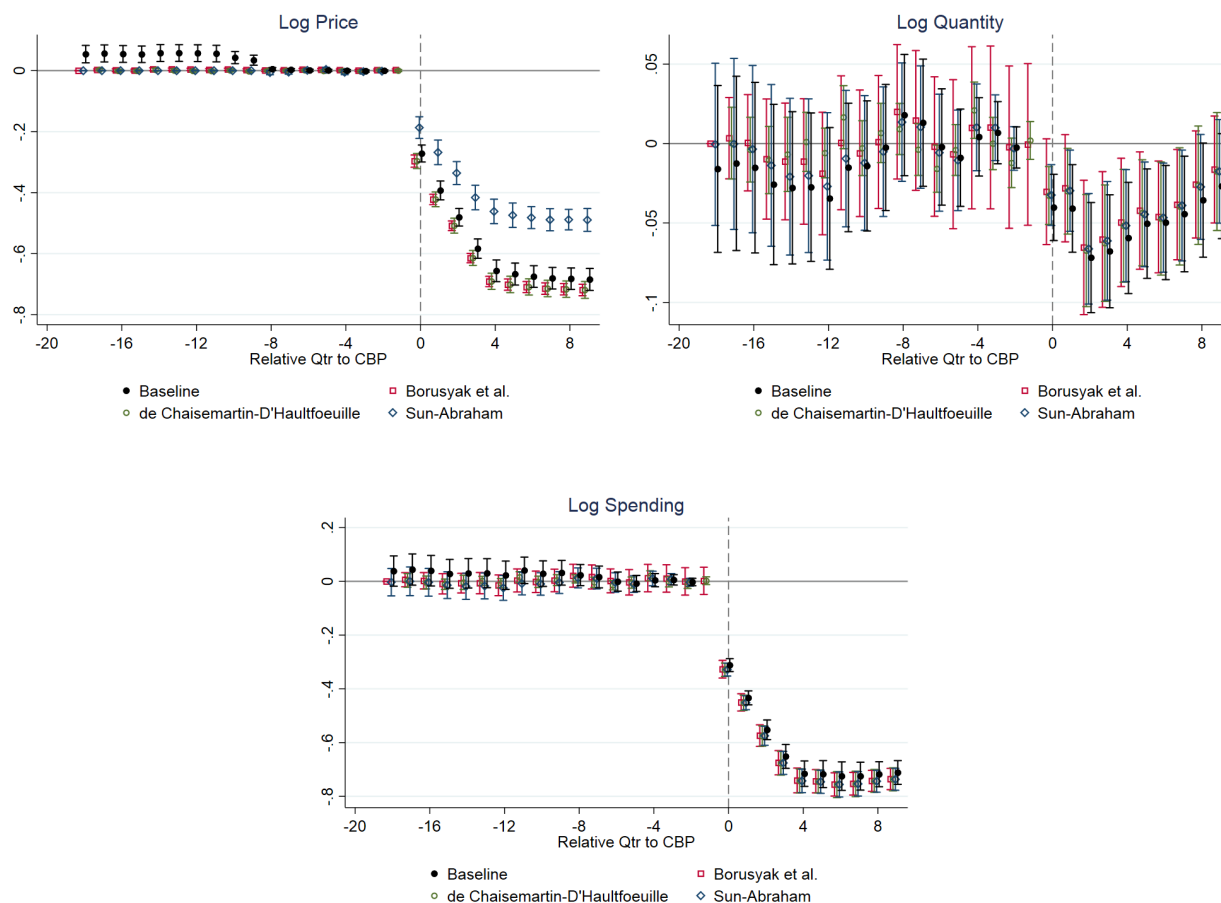 Log Price
0
-.2
-.4
-.6
-.8
-20 -16 -12 -8 -4 0 4 8
Relative Qtr to CBP
Baseline Borusyak et al.
de Chaisemartin-D'Haultfoeuille Sun-Abraham
Log Quantity
.05
0
-.05
-.1
-20 -16 -12 -8 -4 0 4 8
Relative Qtr to CBP
Baseline Borusyak et al.
de Chaisemartin-D'Haultfoeuille Sun-Abraham
Log Spending
.2
0
-.2
-.4
-.6
-.8
-20 -16 -12 -8 -4 0 4 8
Relative Qtr to CBP
Baseline Borusyak et al.
de Chaisemartin-D'Haultfoeuille Sun-Abraham